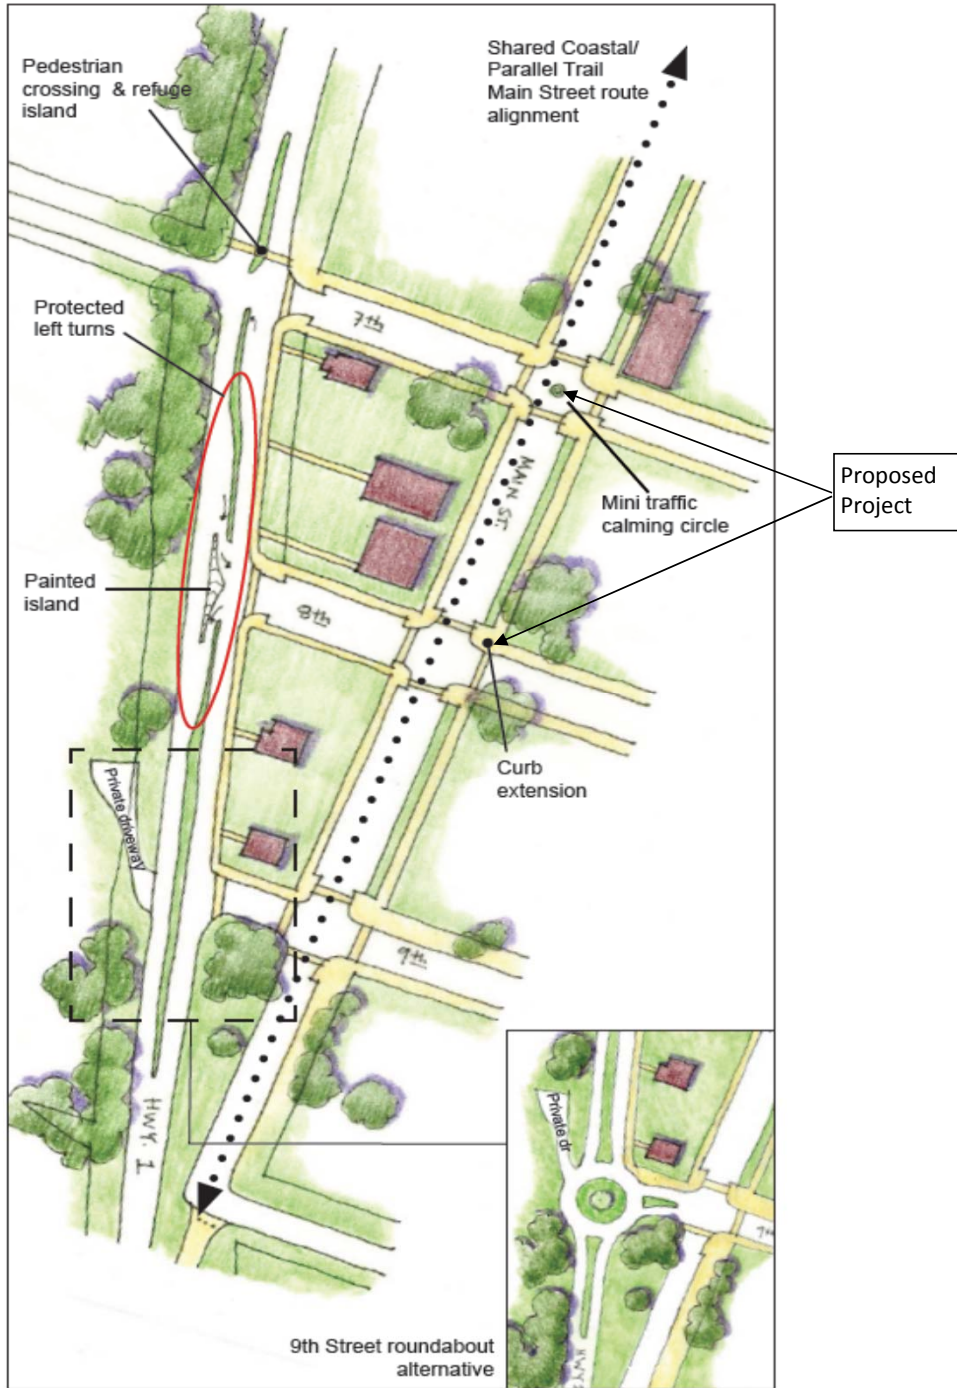 Shared Coastal/
Parallel Trail
Main Street route
alignment
Pedestrian
crossing & refuge
island
Protected
left turns
7th
MAIN ST.
Mini traffic
calming circle
Proposed
Project
Painted
island
8th
Curb
extension
Private driveway
9th
HWY. 1
Private dr
HWY
9th Street roundabout
alternative